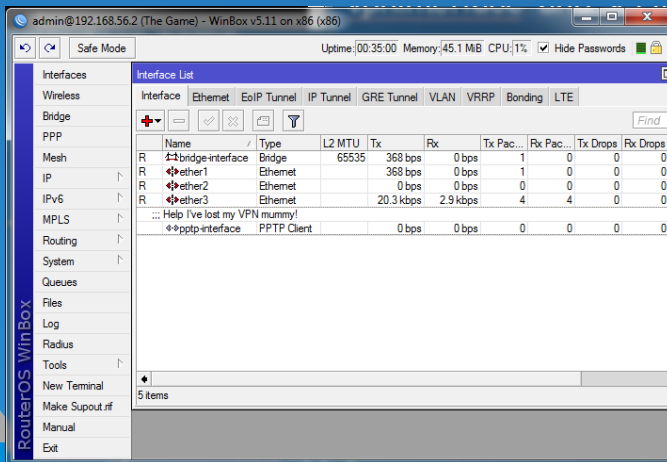 admin@192.168.56.2 (The Game) - WinBox v5.11 on x86 (x86)
Safe Mode Uptime: 00:35:00 Memory: 45.1 MiB CPU: 1% Hide Passwords
Interfaces
Wireless
Bridge
PPP
Mesh
IP
IPv6
MPLS
Routing
System
Queues
Files
Log
Radius
Tools
New Terminal
Make Supout.rif
Manual
Exit
RouterOS WinBox
Interface List
Interface Ethernet EoIP Tunnel IP Tunnel GRE Tunnel VLAN VRRP Bonding LTE
Find
Name Type L2 MTU Tx Rx Tx Pac... Rx Pac... Tx Drops Rx Drops
R bridge-interface Bridge 65535 368 bps 0 bps 1 0 0 0
R ether1 Ethernet 368 bps 0 bps 1 0 0 0
R ether2 Ethernet 0 bps 0 bps 0 0 0 0
R ether3 Ethernet 20.3 kbps 2.9 kbps 4 4 0 0
::: Help I've lost my VPN mummy!
pptp-interface PPTP Client 0 bps 0 bps 0 0 0 0
5 items